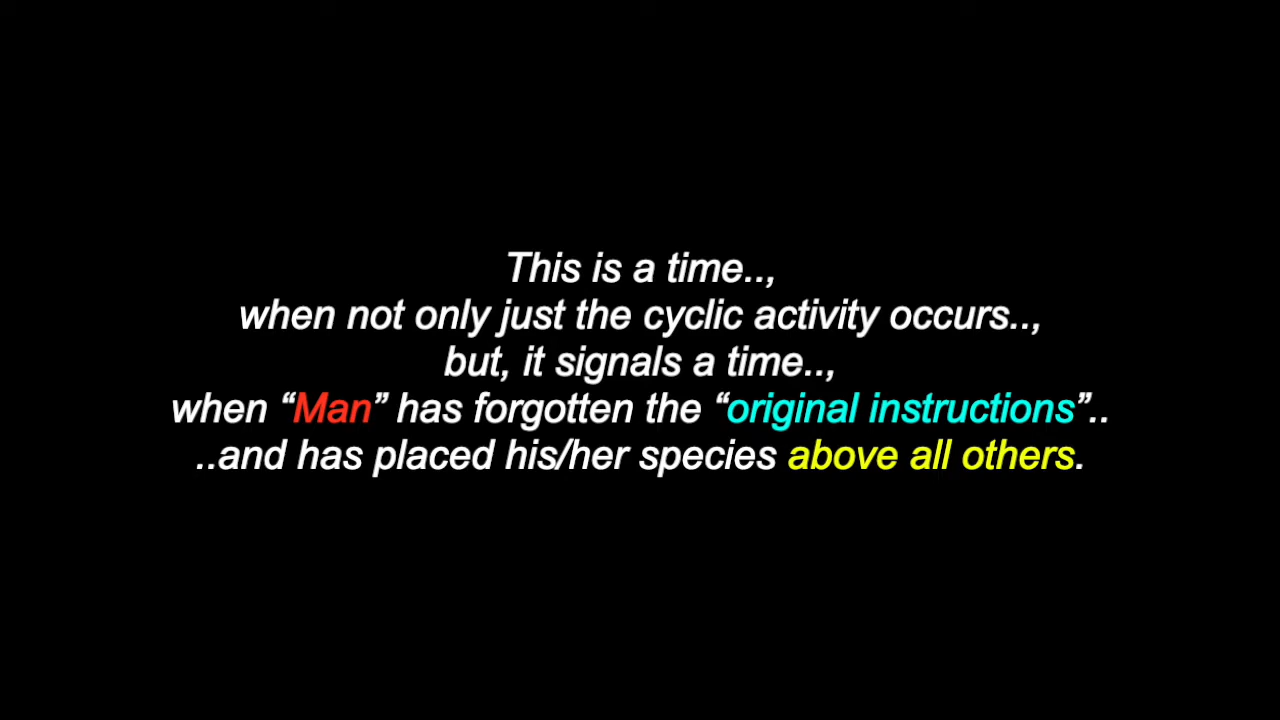 This is a time..,
when not only just the cyclic activity occurs..,
but, it signals a time..,
when “Man” has forgotten the “original instructions”..
..and has placed his/her species above all others.